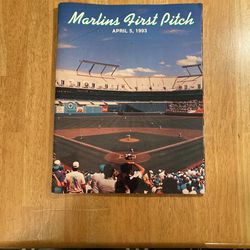 Marlins First Pitch
APRIL 5, 1993